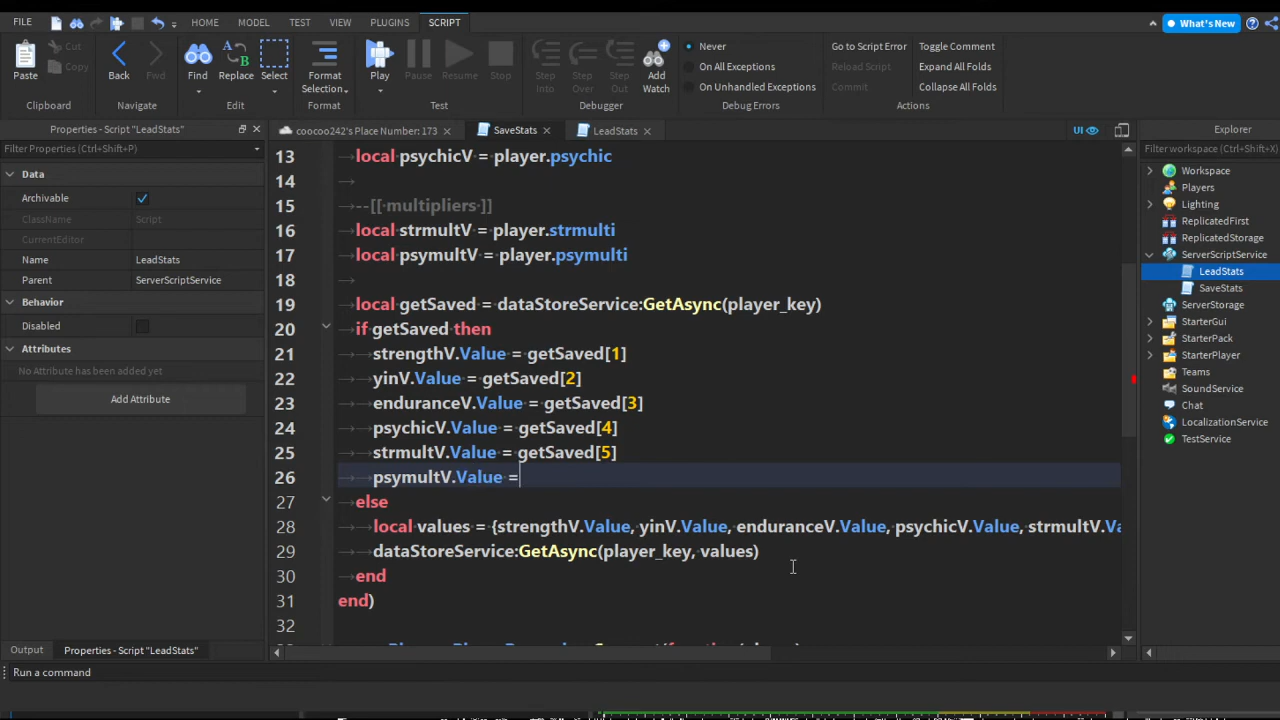 FILE HOME MODEL TEST VIEW PLUGINS SCRIPT What's New
Paste Cut Copy Back Fwd Find Replace Select Format Selection Play Pause Resume Stop Step Into Step Over Step Out Add Watch Never On All Exceptions On Unhandled Exceptions Go to Script Error Reload Script Commit Toggle Comment Expand All Folds Collapse All Folds
Clipboard Navigate Edit Format Test Debugger Debug Errors Actions
Properties - Script "LeadStats"
Filter Properties (Ctrl+Shift+P)
Data
Archivable
ClassName Script
CurrentEditor
Name LeadStats
Parent ServerScriptService
Behavior
Disabled
Attributes
No Attribute has been added yet
Add Attribute
Output Properties - Script "LeadStats"
Run a command
coocoo242's Place Number: 173 SaveStats LeadStats UI
13 local psychicV = player.psychic
14
15 --[[ multipliers ]]
16 local strmultV = player.strmulti
17 local psymultV = player.psymulti
18
19 local getSaved = dataStoreService:GetAsync(player_key)
20 if getSaved then
21 strengthV.Value = getSaved[1]
22 yinV.Value = getSaved[2]
23 enduranceV.Value = getSaved[3]
24 psychicV.Value = getSaved[4]
25 strmultV.Value = getSaved[5]
26 psymultV.Value =
27 else
28 local values = {strengthV.Value, yinV.Value, enduranceV.Value, psychicV.Value, strmultV.Va
29 dataStoreService:GetAsync(player_key, values)
30 end
31 end)
32
Explorer
Filter workspace (Ctrl+Shift+X)
Workspace
Players
Lighting
ReplicatedFirst
ReplicatedStorage
ServerScriptService
LeadStats
SaveStats
ServerStorage
StarterGui
StarterPack
StarterPlayer
Teams
SoundService
Chat
LocalizationService
TestService